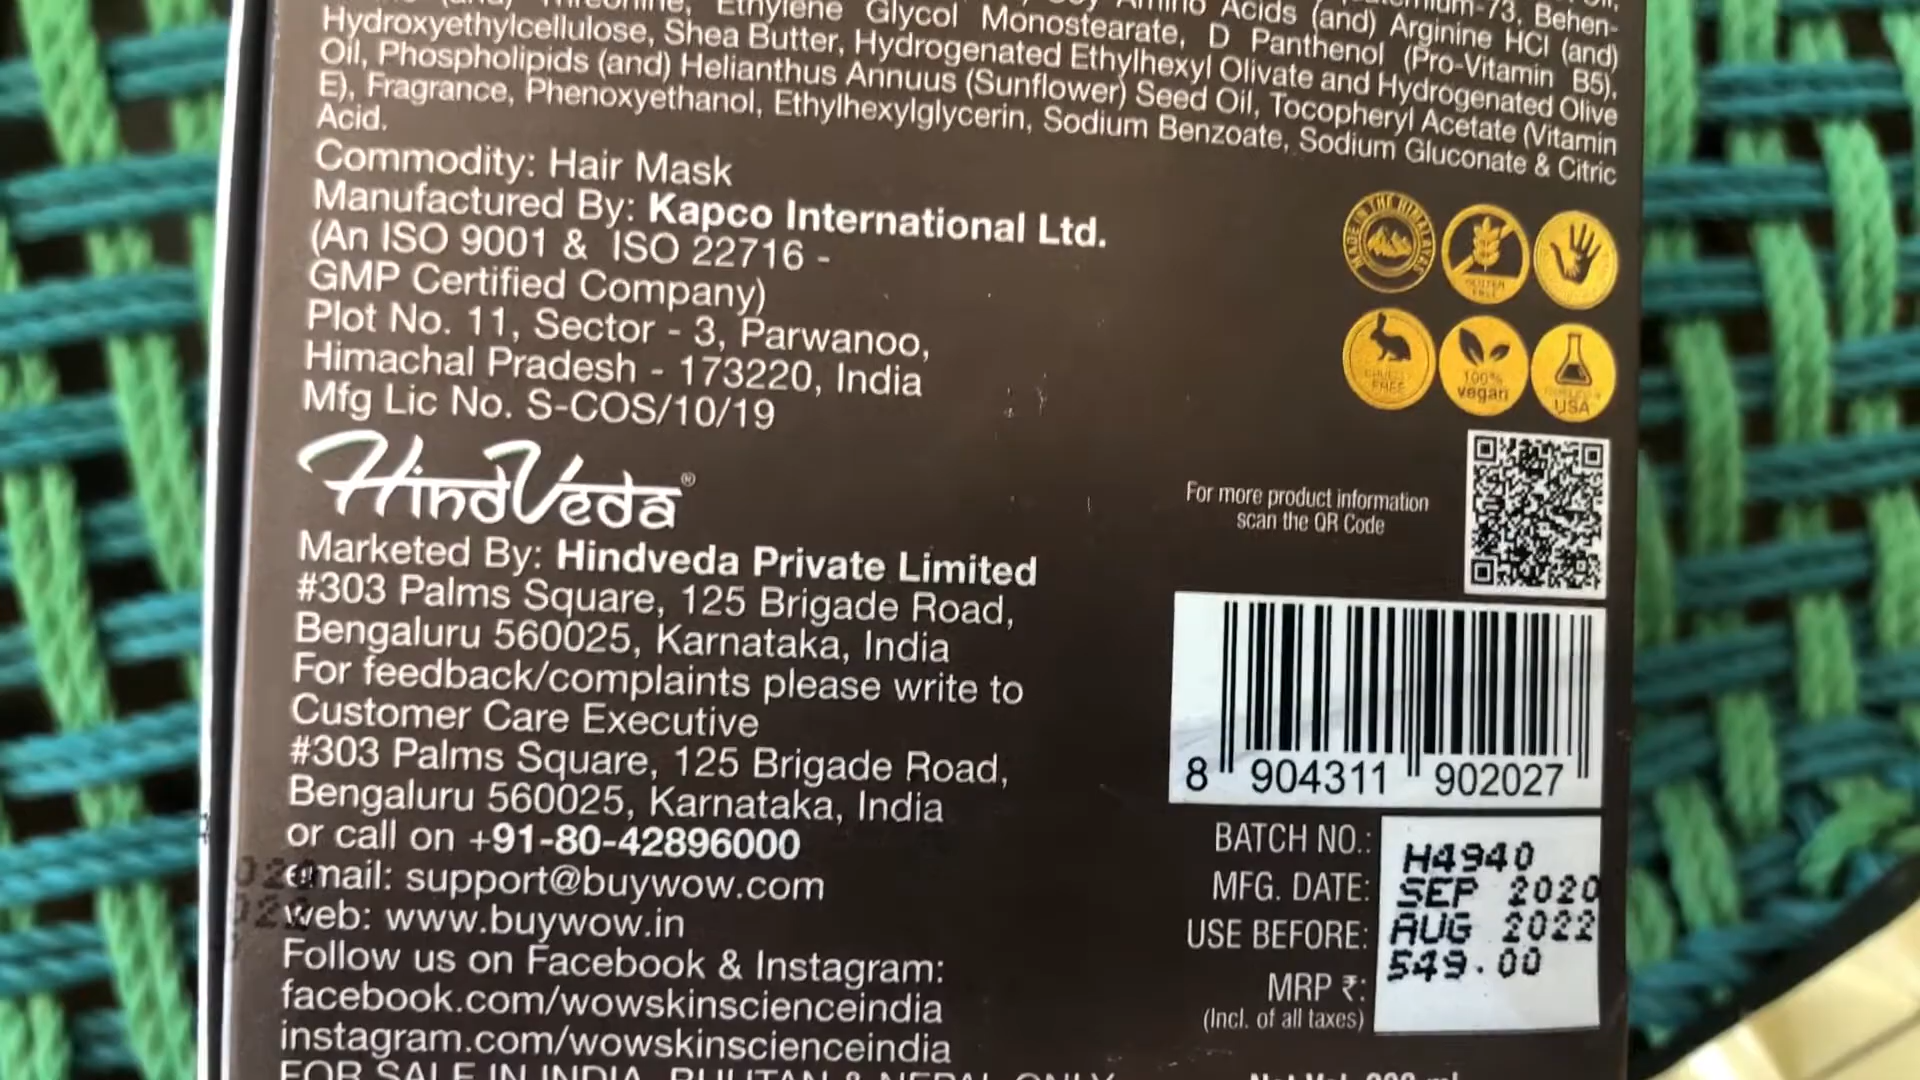 Threonine, Ethylene Glycol Monostearate, Amino Acids (and) Arginine HCl (and)
Hydroxyethylcellulose, Shea Butter, Hydrogenated Ethylhexyl Olivate and Hydrogenated Olive
Oil, Phospholipids (and) Helianthus Annuus (Sunflower) Seed Oil, Tocopheryl Acetate (Vitamin
E), Fragrance, Phenoxyethanol, Ethylhexylglycerin, Sodium Benzoate, Sodium Gluconate & Citric
Acid.
-73, Behen-
D Panthenol (Pro-Vitamin B5),
Commodity: Hair Mask
Manufactured By: Kapco International Ltd.
(An ISO 9001 & ISO 22716 -
GMP Certified Company)
Plot No. 11, Sector - 3, Parwanoo,
Himachal Pradesh - 173220, India
Mfg Lic No. S-COS/10/19
MADE IN THE HIMALAYAS
GLUTEN
FREE
CRUELTY
FREE
100%
vegan
USA
HindVeda®
Marketed By: Hindveda Private Limited
#303 Palms Square, 125 Brigade Road,
Bengaluru 560025, Karnataka, India
For feedback/complaints please write to
Customer Care Executive
#303 Palms Square, 125 Brigade Road,
Bengaluru 560025, Karnataka, India
or call on +91-80-42896000
email: support@buywow.com
web: www.buywow.in
Follow us on Facebook & Instagram:
facebook.com/wowskinscienceindia
instagram.com/wowskinscienceindia
FOR SALE IN INDIA, BHUTAN & NEPAL ONLY
For more product information
scan the QR Code
8 904311 902027
BATCH NO.: H4940
MFG. DATE: SEP 2020
USE BEFORE: AUG 2022
MRP ₹: 549.00
(Incl. of all taxes)